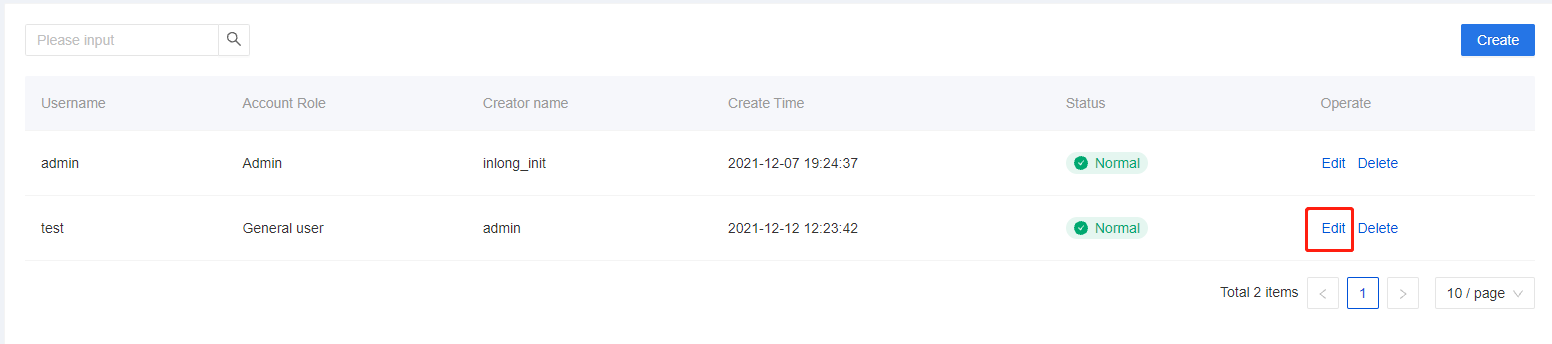 Please input
Create
Username Account Role Creator name Create Time Status Operate
admin Admin inlong_init 2021-12-07 19:24:37 Normal Edit Delete
test General user admin 2021-12-12 12:23:42 Normal Edit Delete
Total 2 items 1 10 / page